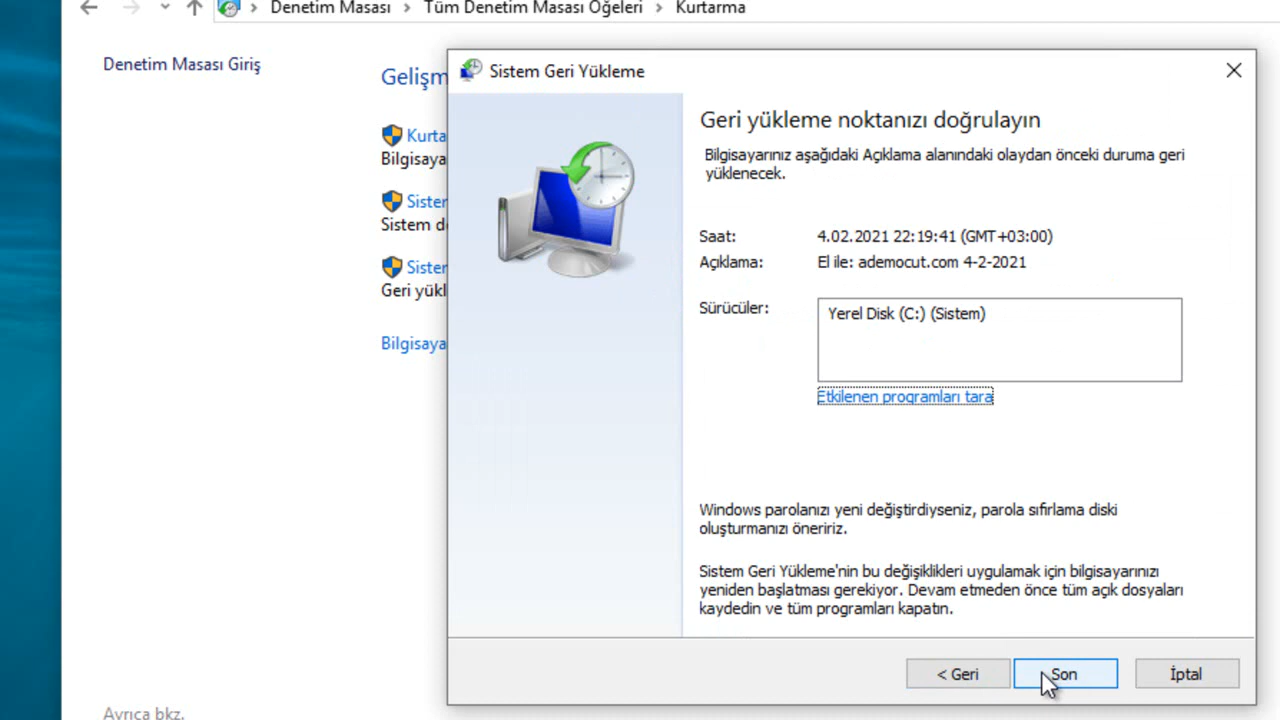 Denetim Masası > Tüm Denetim Masası Öğeleri > Kurtarma
Denetim Masası Giriş
Gelişm
Kurta
Bilgisaya
Sister
Sistem d
Sister
Geri yükl
Bilgisaya
Ayrıca bkz.
Sistem Geri Yükleme
Geri yükleme noktanızı doğrulayın
Bilgisayarınız aşağıdaki Açıklama alanındaki olaydan önceki duruma geri
yüklenecek.
Saat: 4.02.2021 22:19:41 (GMT+03:00)
Açıklama: El ile: ademocut.com 4-2-2021
Sürücüler: Yerel Disk (C:) (Sistem)
Etkilenen programları tara
Windows parolanızı yeni değiştirdiyseniz, parola sıfırlama diski
oluşturmanızı öneririz.
Sistem Geri Yükleme'nin bu değişiklikleri uygulamak için bilgisayarınızı
yeniden başlatması gerekiyor. Devam etmeden önce tüm açık dosyaları
kaydedin ve tüm programları kapatın.
< Geri Son İptal